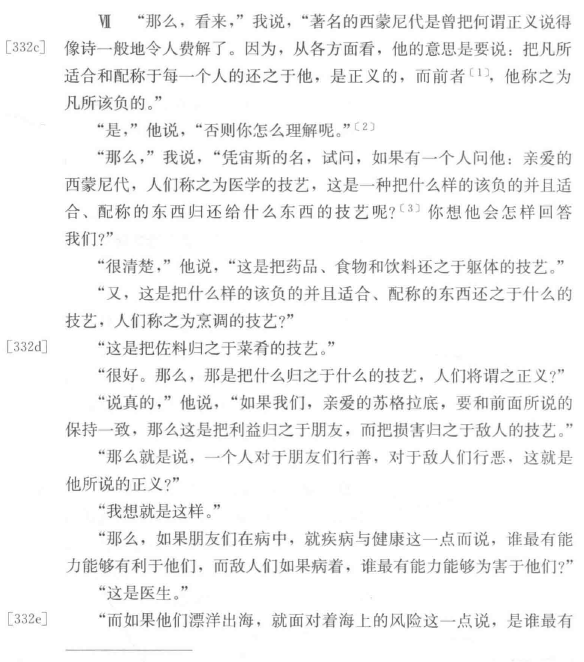 Ⅶ “那么，看来，”我说，“著名的西蒙尼代是曾把何谓正义说得
[332c] 像诗一般地令人费解了。因为，从各方面看，他的意思是要说：把凡所
适合和配称于每一个人的还之于他，是正义的，而前者〔1〕，他称之为
凡所该负的。”
“是，”他说，“否则你怎么理解呢。”〔2〕
“那么，”我说，“凭宙斯的名，试问，如果有一个人问他：亲爱的
西蒙尼代，人们称之为医学的技艺，这是一种把什么样的该负的并且适
合、配称的东西归还给什么东西的技艺呢?〔3〕你想他会怎样回答
我们?”
“很清楚，”他说，“这是把药品、食物和饮料还之于躯体的技艺。”
“又，这是把什么样的该负的并且适合、配称的东西还之于什么的
技艺，人们称之为烹调的技艺?”
[332d] “这是把佐料归之于菜肴的技艺。”
“很好。那么，那是把什么归之于什么的技艺，人们将谓之正义?”
“说真的，”他说，“如果我们，亲爱的苏格拉底，要和前面所说的
保持一致，那么这是把利益归之于朋友，而把损害归之于敌人的技艺。”
“那么就是说，一个人对于朋友们行善，对于敌人们行恶，这就是
他所说的正义?”
“我想就是这样。”
“那么，如果朋友们在病中，就疾病与健康这一点而说，谁最有能
力能够有利于他们，而敌人们如果病着，谁最有能力能够为害于他们?”
“这是医生。”
[332e] “而如果他们漂洋出海，就面对着海上的风险这一点说，是谁最有